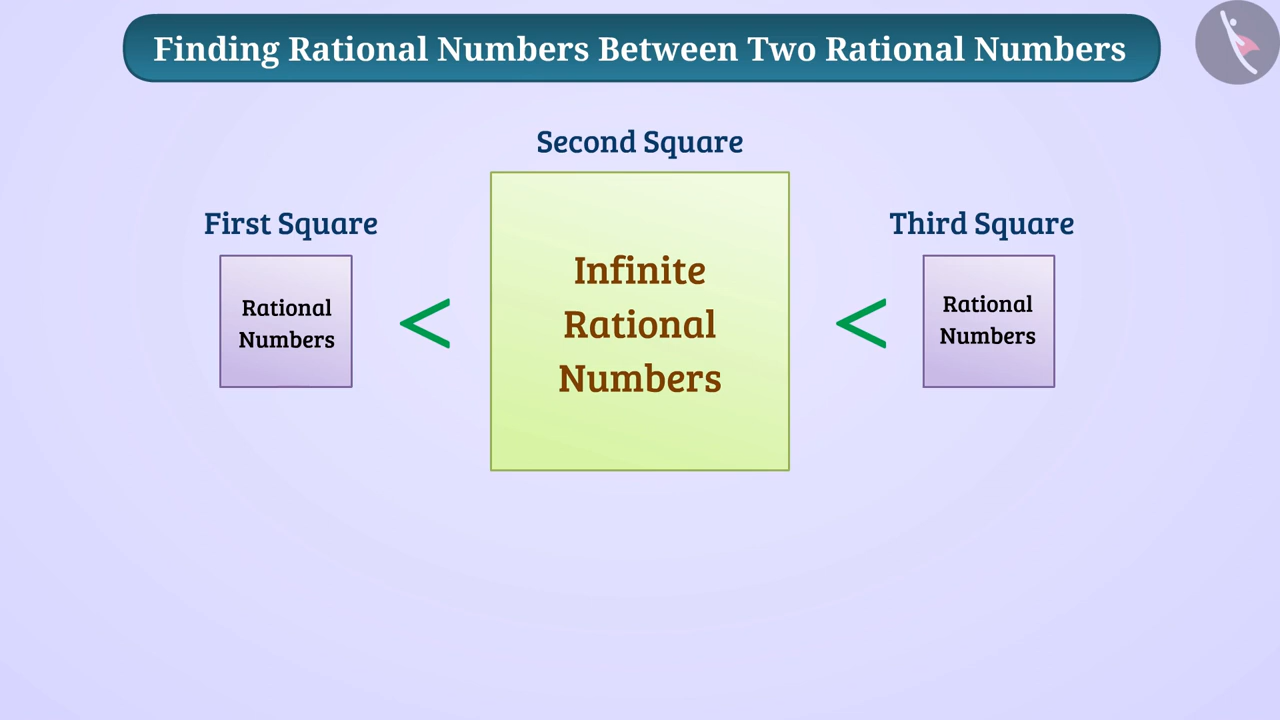 Finding Rational Numbers Between Two Rational Numbers
Second Square
First Square
Third Square
Rational
Numbers
<
Infinite
Rational
Numbers
<
Rational
Numbers